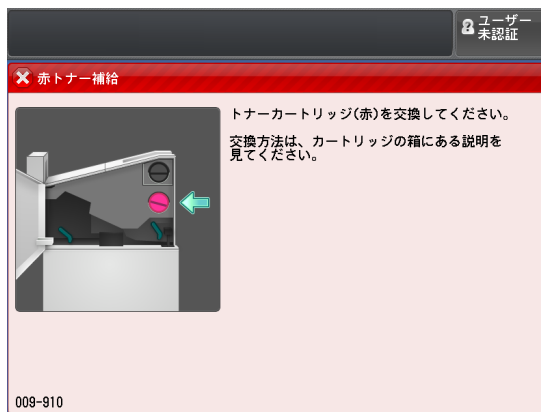 ユーザー
未認証
赤トナー補給
トナーカートリッジ(赤)を交換してください。
交換方法は、カートリッジの箱にある説明を
見てください。
009-910